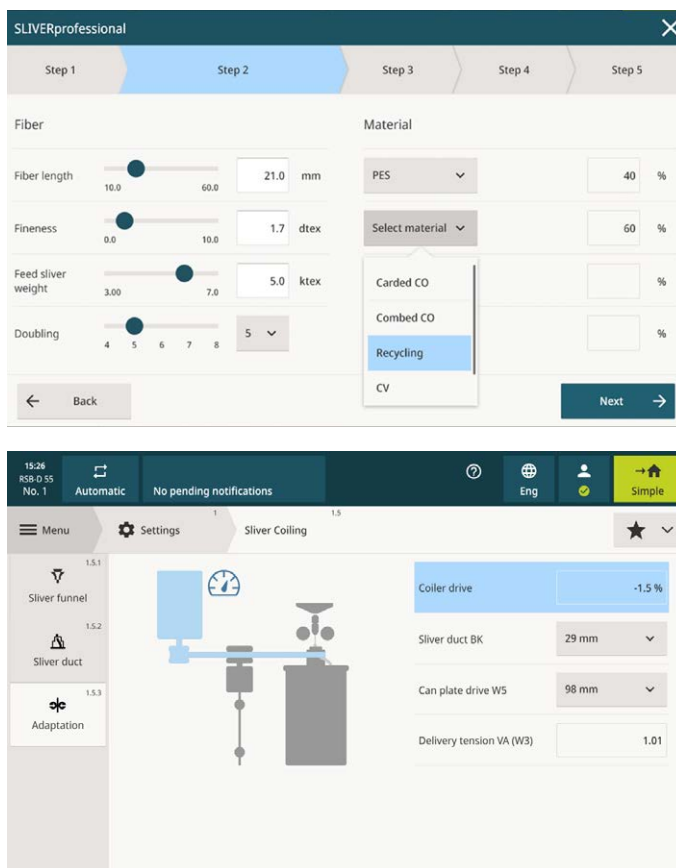 SLIVERprofessional
Step 1
Step 2
Step 3
Step 4
Step 5
Fiber
Material
Fiber length
10.0
60.0
21.0 mm
PES
40 %
Fineness
0.0
10.0
1.7 dtex
Select material
60 %
Feed sliver
weight
3.00
7.0
5.0 ktex
Carded CO
%
Combed CO
Doubling
4 5 6 7 8
5
Recycling
%
CV
Back
Next
15:26
RSB-D 55
No. 1
Automatic
No pending notifications
Eng
Simple
Menu
Settings
1
Sliver Coiling
1.5
1.5.1
Sliver funnel
1.5.2
Sliver duct
1.5.3
Adaptation
Coiler drive
-1.5 %
Sliver duct BK
29 mm
Can plate drive W5
98 mm
Delivery tension VA (W3)
1.01